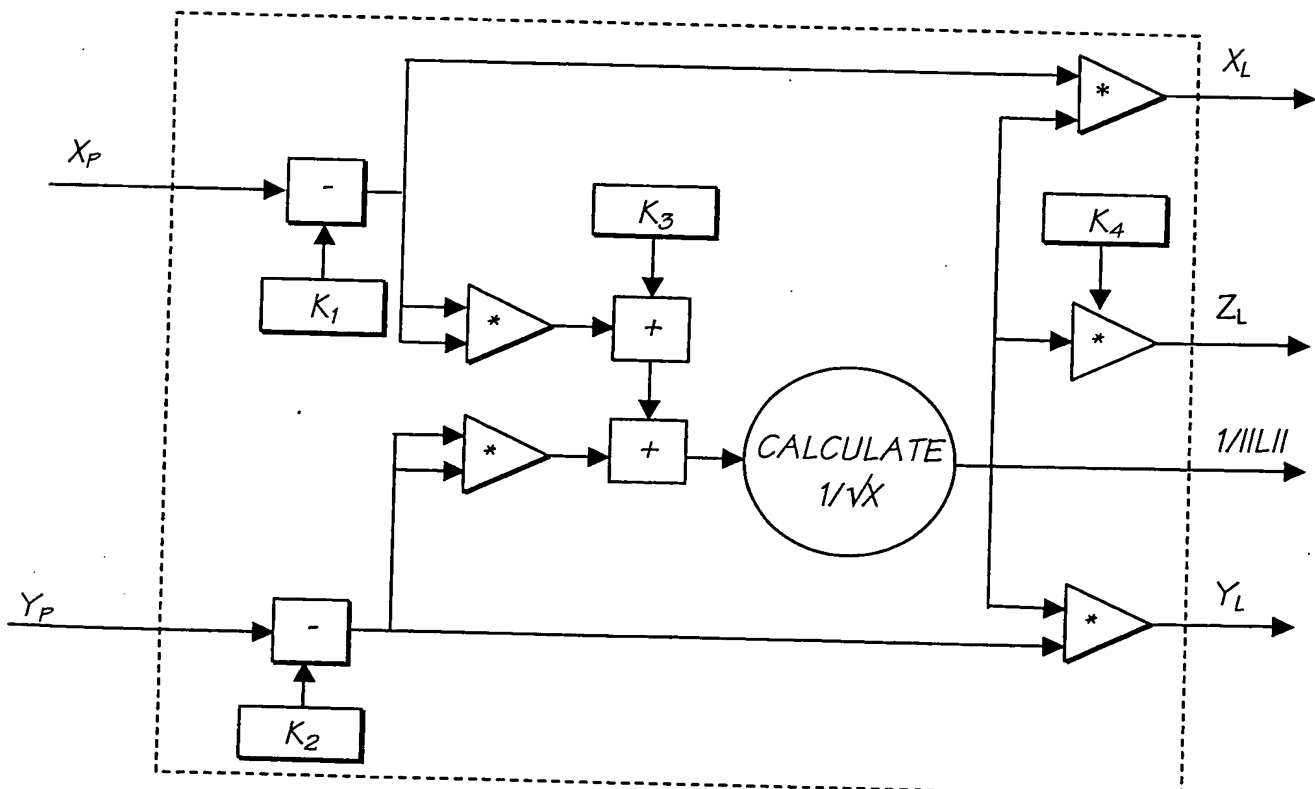 X_L
*
X_P
-
K_3
K_4
K_1
*
+
*
Z_L
*
+
CALCULATE
1/√X
1/||L||
Y_P
-
*
Y_L
K_2